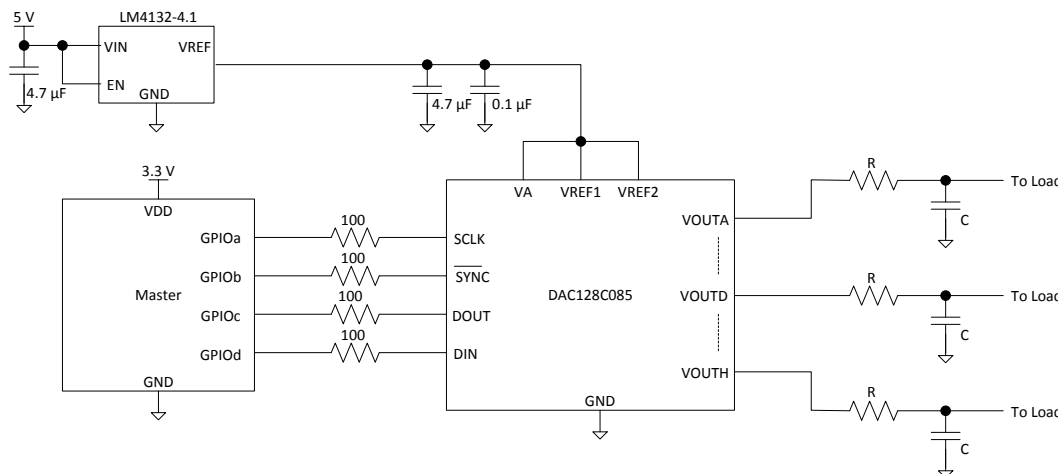 5 V
LM4132-4.1
VIN
VREF
EN
GND
4.7 µF
4.7 µF
0.1 µF
3.3 V
VDD
VA
VREF1
VREF2
R
To Load
C
VOUTA
GPIOa
100
SCLK
GPIOb
100
SYNC
Master
DAC128C085
VOUTD
R
To Load
C
GPIOc
100
DOUT
GPIOd
100
DIN
VOUTH
R
To Load
C
GND
GND